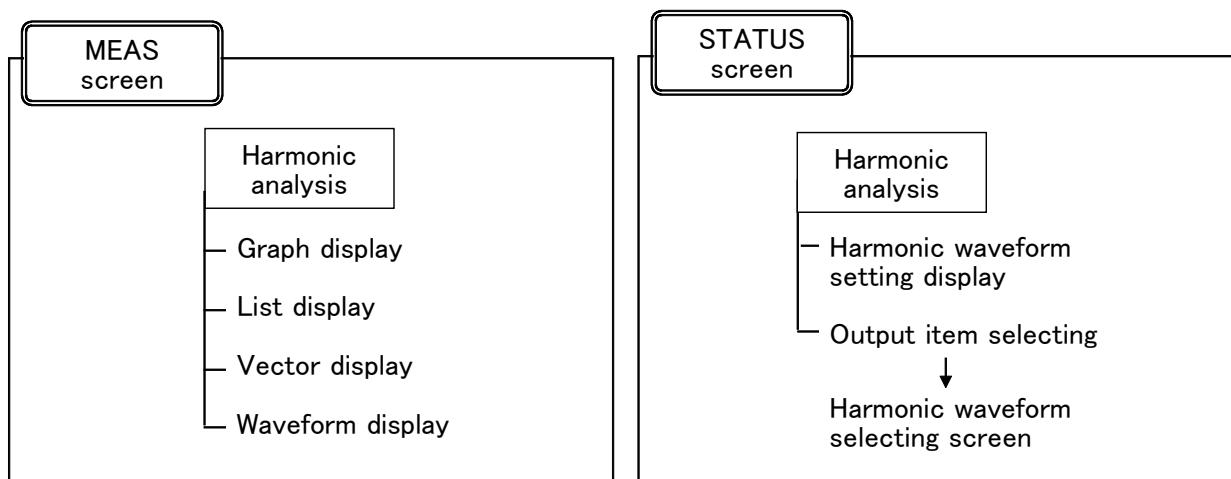 MEAS
screen
Harmonic
analysis
Graph display
List display
Vector display
Waveform display
STATUS
screen
Harmonic
analysis
Harmonic waveform
setting display
Output item selecting
Harmonic waveform
selecting screen